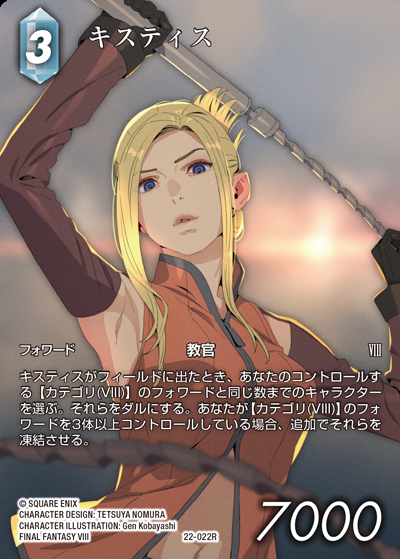 3
キスティス
フォワード
教官
VIII
キスティスがフィールドに出たとき、あなたのコントロールす
る【カテゴリ(VIII)】のフォワードと同じ数までのキャラクター
を選ぶ。それらをダルにする。あなたが【カテゴリ(VIII)】のフォ
ワードを3体以上コントロールしている場合、追加でそれらを
凍結させる。
© SQUARE ENIX
CHARACTER DESIGN: TETSUYA NOMURA
CHARACTER ILLUSTRATION: Gen Kobayashi
FINAL FANTASY VIII
22-022R
7000